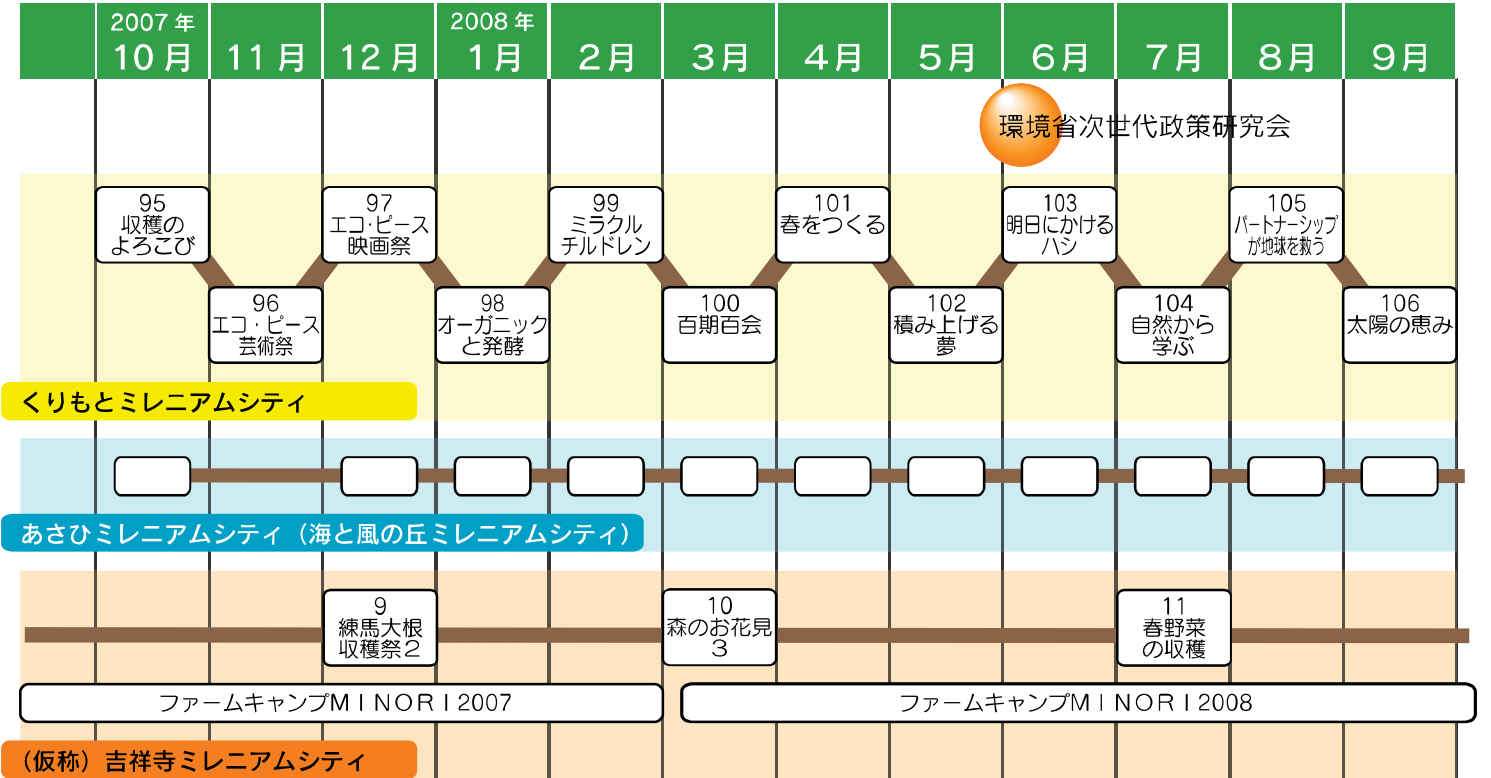 2007年
2008年
10月
11月
12月
1月
2月
3月
4月
5月
6月
7月
8月
9月
環境省次世代政策研究会
95
収穫の
よろこび
97
エコ・ピース
映画祭
99
ミラクル
チルドレン
101
春をつくる
103
明日にかける
ハシ
105
パートナーシップ
が地球を救う
96
エコ・ピース
芸術祭
98
オーガニック
と発酵
100
百期百会
102
積み上げる
夢
104
自然から
学ぶ
106
太陽の恵み
くりもとミレニアムシティ
あさひミレニアムシティ（海と風の丘ミレニアムシティ）
9
練馬大根
収穫祭２
10
森のお花見
３
11
春野菜
の収穫
ファームキャンプＭＩＮＯＲＩ2007
ファームキャンプＭＩＮＯＲＩ2008
（仮称）吉祥寺ミレニアムシティ